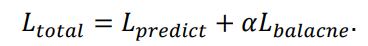 L_{total} = L_{predict} + αL_{balacne}.